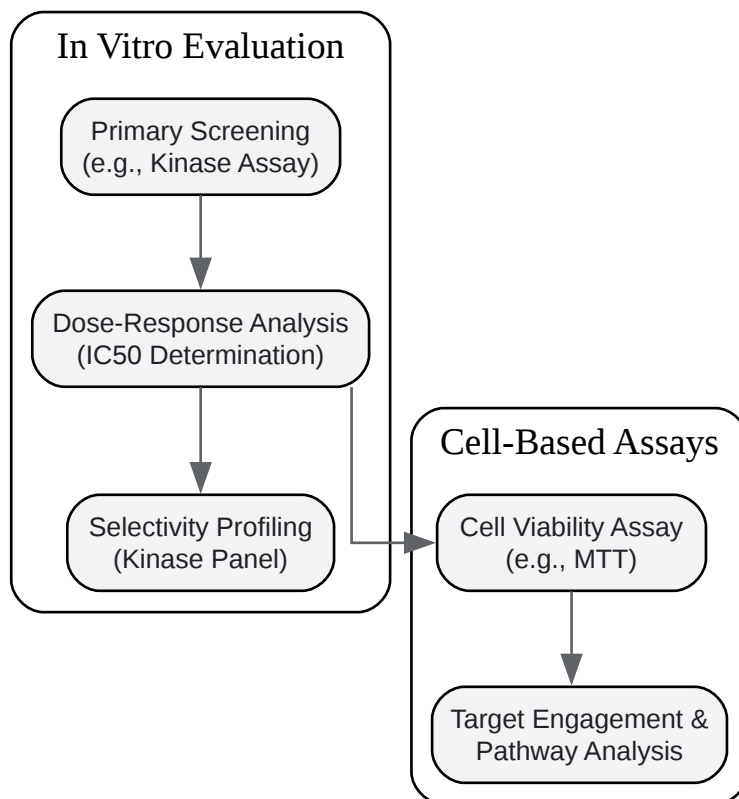 In Vitro Evaluation
Primary Screening
(e.g., Kinase Assay)
Dose-Response Analysis
(IC50 Determination)
Selectivity Profiling
(Kinase Panel)
Cell-Based Assays
Cell Viability Assay
(e.g., MTT)
Target Engagement &
Pathway Analysis